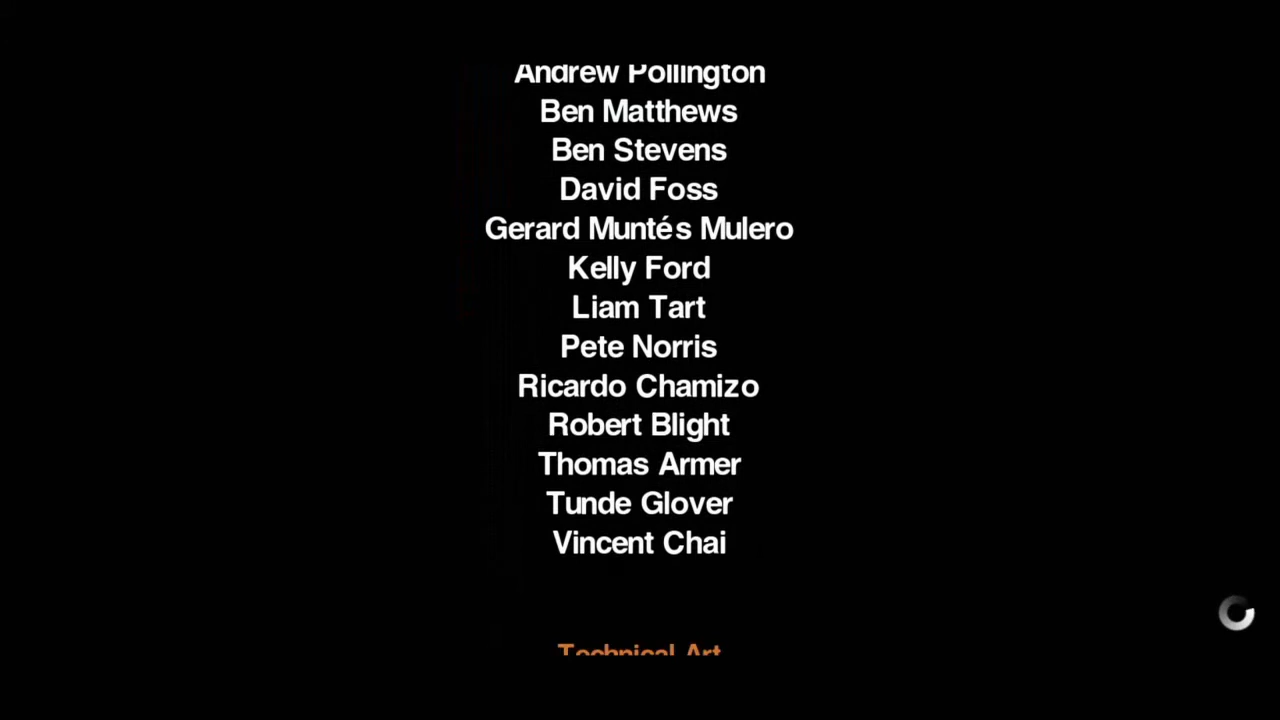 Andrew Pollington
Ben Matthews
Ben Stevens
David Foss
Gerard Muntés Mulero
Kelly Ford
Liam Tart
Pete Norris
Ricardo Chamizo
Robert Blight
Thomas Armer
Tunde Glover
Vincent Chai
Technical Art